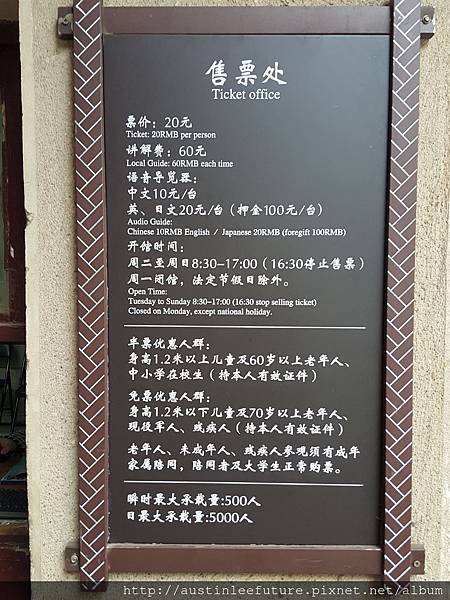 售票处
Ticket office
票价：20元
Ticket: 20RMB per person
讲解费：60元
Local Guide: 60RMB each time
语音导览器：
中文10元/台
英、日文20元/台（押金100元/台）
Audio Guide:
Chinese 10RMB English / Japanese 20RMB (foregift 100RMB)
开馆时间：
周二至周日8:30-17:00（16:30停止售票）
周一闭馆，法定节假日除外。
Open Time:
Tuesday to Sunday 8:30-17:00 (16:30 stop selling ticket)
Closed on Monday, except national holiday.
半票优惠人群：
身高1.2米以上儿童及60岁以上老年人、
中小学在校生（持本人有效证件）
免票优惠人群：
身高1.2米以下儿童及70岁以上老年人、
现役军人、残疾人（持本人有效证件）
老年人、未成年人、残疾人参观须有成年
家属陪同，陪同者及大学生正常购票。
瞬时最大承载量:500人
日最大承载量:5000人
http://austinleefuture.pixnet.net/album